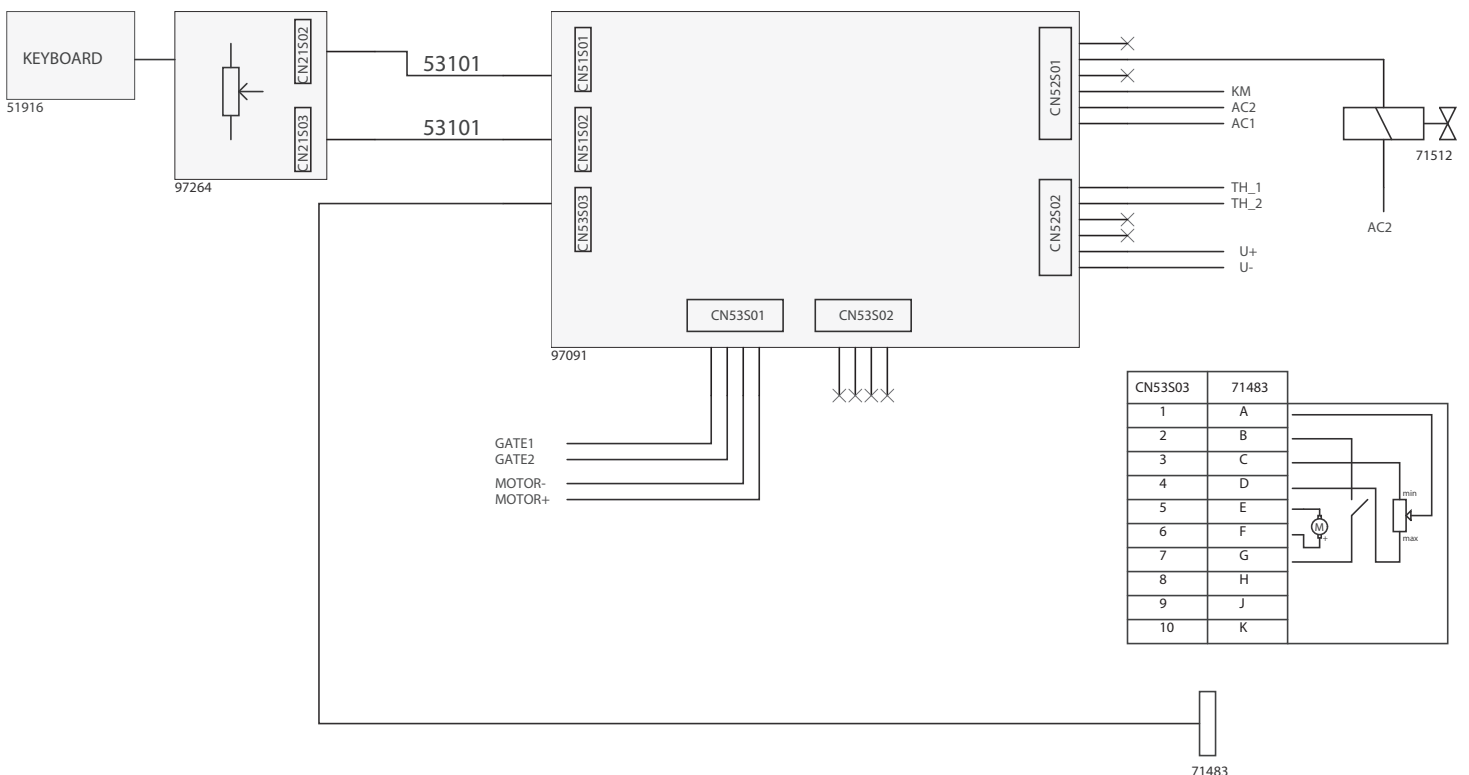 KEYBOARD
51916
CN21S02
CN21S03
97264
53101
53101
CN51S01
CN51S02
CN53S03
CN52S01
CN52S02
CN53S01
CN53S02
97091
KM
AC2
AC1
TH_1
TH_2
U+
U-
71512
AC2
GATE1
GATE2
MOTOR-
MOTOR+
CN53S03 71483
1 A
2 B
3 C
4 D
5 E
6 F
7 G
8 H
9 J
10 K
min
max
M
+
71483